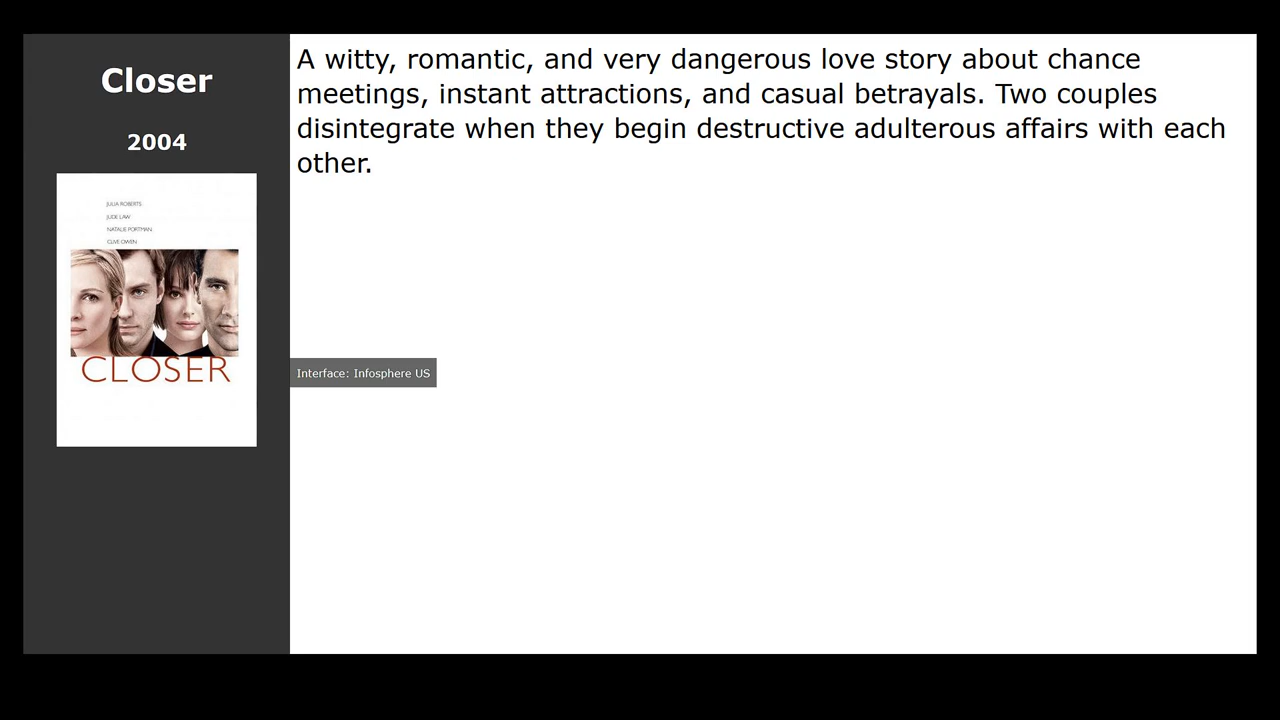 Closer
2004
JULIA ROBERTS
JUDE LAW
NATALIE PORTMAN
CLIVE OWEN
CLOSER
A witty, romantic, and very dangerous love story about chance
meetings, instant attractions, and casual betrayals. Two couples
disintegrate when they begin destructive adulterous affairs with each
other.
Interface: Infosphere US